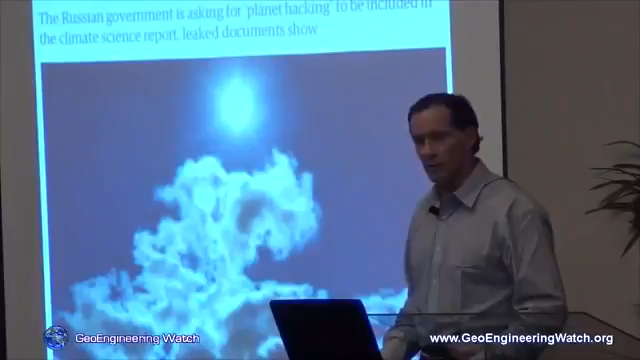 The Russian government is asking for 'planet hacking' to be included in
the climate science report, leaked documents show
GeoEngineering Watch
www.GeoEngineeringWatch.org